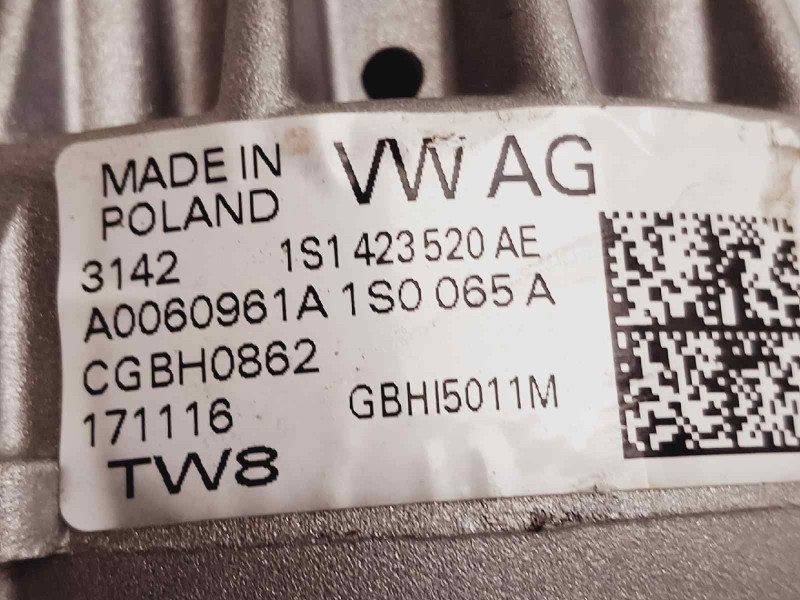 MADE IN VW AG
POLAND
3142 1S1 423 520 AE
A0060961A 1S0 065 A
CGBH0862
171116 GBHI5011M
TW8